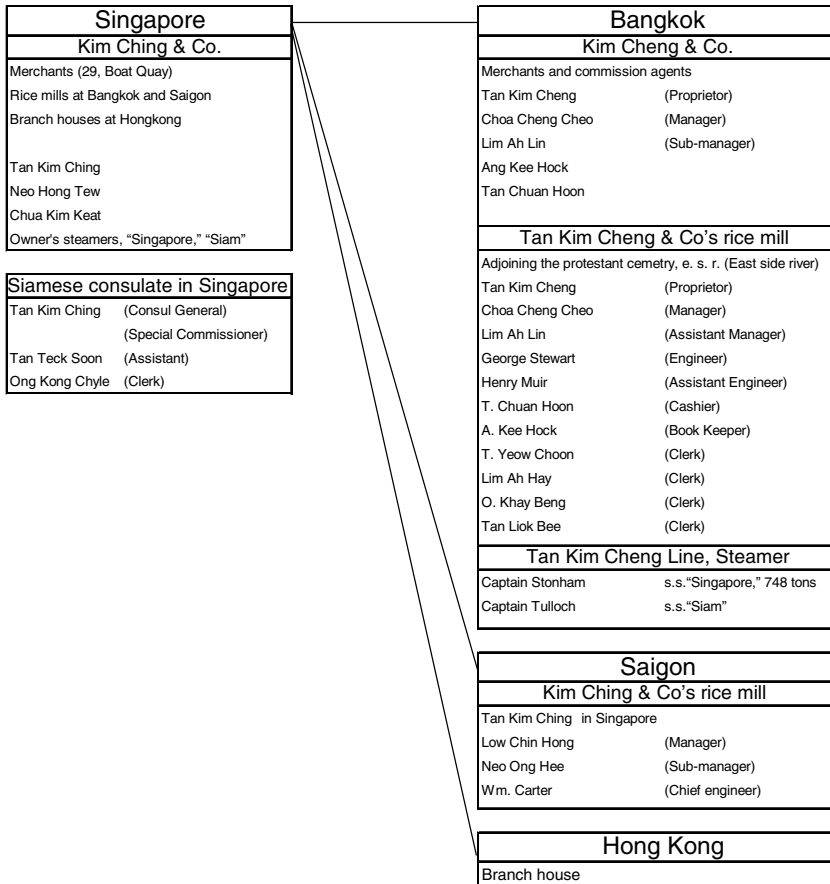 Singapore
Kim Ching & Co.
Merchants (29, Boat Quay)
Rice mills at Bangkok and Saigon
Branch houses at Hongkong
Tan Kim Ching
Neo Hong Tew
Chua Kim Keat
Owner's steamers, “Singapore,” “Siam”
Siamese consulate in Singapore
Tan Kim Ching (Consul General)
(Special Commissioner)
Tan Teck Soon (Assistant)
Ong Kong Chyle (Clerk)
Bangkok
Kim Cheng & Co.
Merchants and commission agents
Tan Kim Cheng (Proprietor)
Choa Cheng Cheo (Manager)
Lim Ah Lin (Sub-manager)
Ang Kee Hock
Tan Chuan Hoon
Tan Kim Cheng & Co's rice mill
Adjoining the protestant cemetry, e. s. r. (East side river)
Tan Kim Cheng (Proprietor)
Choa Cheng Cheo (Manager)
Lim Ah Lin (Assistant Manager)
George Stewart (Engineer)
Henry Muir (Assistant Engineer)
T. Chuan Hoon (Cashier)
A. Kee Hock (Book Keeper)
T. Yeow Choon (Clerk)
Lim Ah Hay (Clerk)
O. Khay Beng (Clerk)
Tan Liok Bee (Clerk)
Tan Kim Cheng Line, Steamer
Captain Stonham s.s.“Singapore,” 748 tons
Captain Tulloch s.s.“Siam”
Saigon
Kim Ching & Co's rice mill
Tan Kim Ching in Singapore
Low Chin Hong (Manager)
Neo Ong Hee (Sub-manager)
Wm. Carter (Chief engineer)
Hong Kong
Branch house